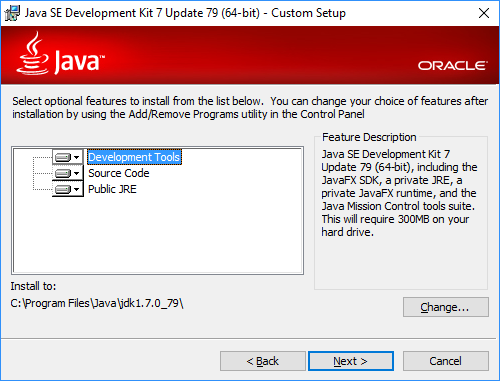 Java SE Development Kit 7 Update 79 (64-bit) - Custom Setup
Java™
ORACLE
Select optional features to install from the list below. You can change your choice of features after
installation by using the Add/Remove Programs utility in the Control Panel
Development Tools
Source Code
Public JRE
Feature Description
Java SE Development Kit 7
Update 79 (64-bit), including the
JavaFX SDK, a private JRE, a
private JavaFX runtime, and the
Java Mission Control tools suite.
This will require 300MB on your
hard drive.
Install to:
C:\Program Files\Java\jdk1.7.0_79\
Change...
< Back
Next >
Cancel